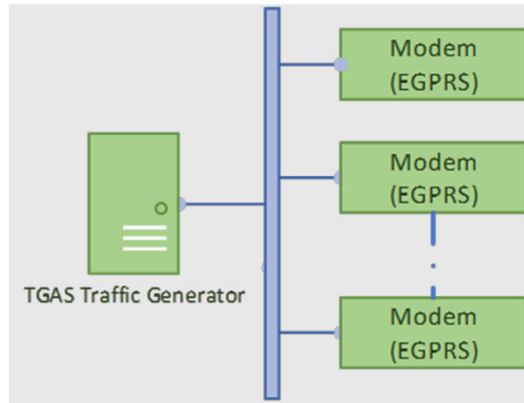 Modem
(EGPRS)
Modem
(EGPRS)
TGAS Traffic Generator
Modem
(EGPRS)